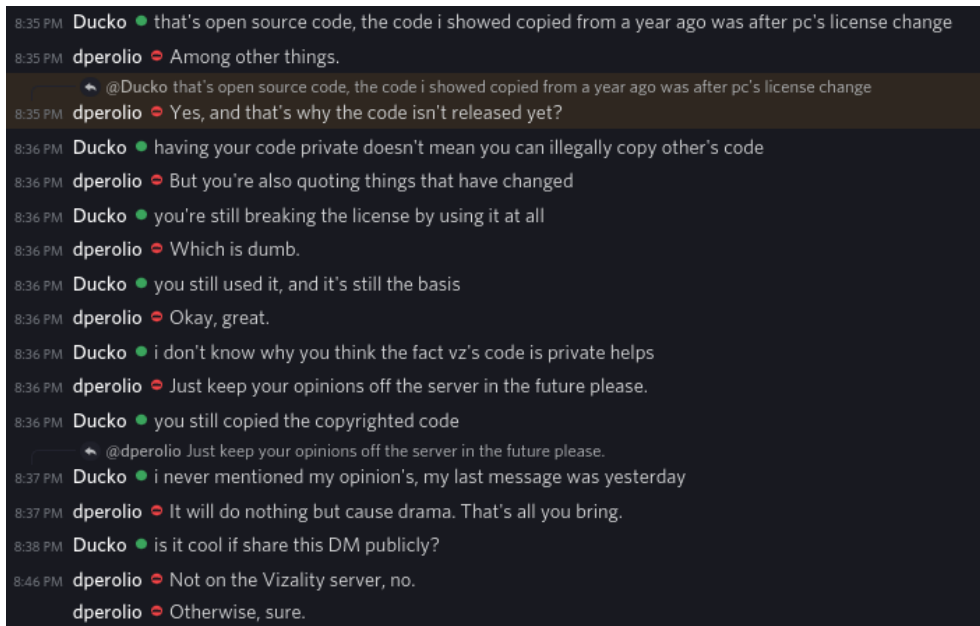 8:35 PM Ducko that's open source code, the code i showed copied from a year ago was after pc's license change
8:35 PM dperolio Among other things.
@Ducko that's open source code, the code i showed copied from a year ago was after pc's license change
8:35 PM dperolio Yes, and that's why the code isn't released yet?
8:36 PM Ducko having your code private doesn't mean you can illegally copy other's code
8:36 PM dperolio But you're also quoting things that have changed
8:36 PM Ducko you're still breaking the license by using it at all
8:36 PM dperolio Which is dumb.
8:36 PM Ducko you still used it, and it's still the basis
8:36 PM dperolio Okay, great.
8:36 PM Ducko i don't know why you think the fact vz's code is private helps
8:36 PM dperolio Just keep your opinions off the server in the future please.
8:36 PM Ducko you still copied the copyrighted code
@dperolio Just keep your opinions off the server in the future please.
8:37 PM Ducko i never mentioned my opinion's, my last message was yesterday
8:37 PM dperolio It will do nothing but cause drama. That's all you bring.
8:38 PM Ducko is it cool if share this DM publicly?
8:46 PM dperolio Not on the Vizality server, no.
dperolio Otherwise, sure.